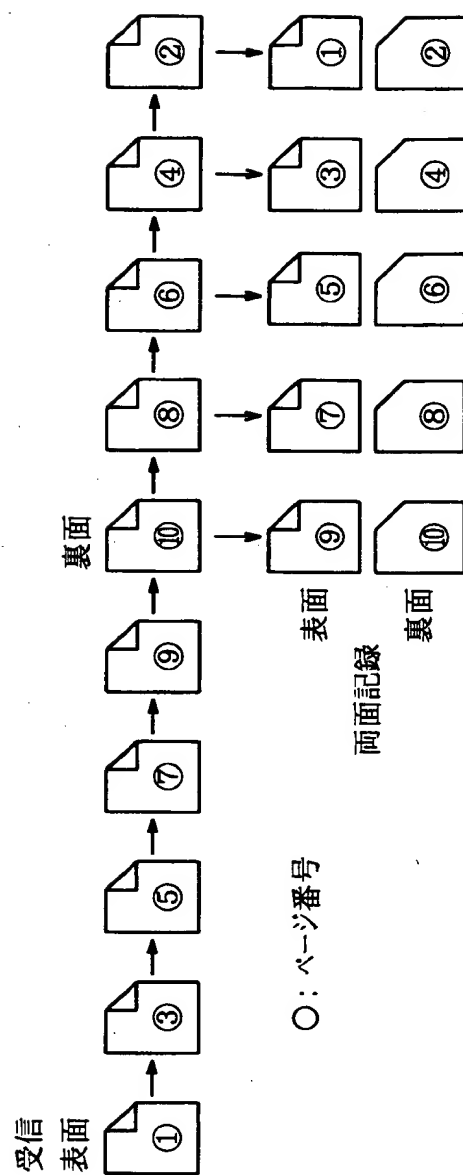 受信
表面
裏面
① ③ ⑤ ⑦ ⑨ ⑩ ⑧ ⑥ ④ ②
表面
⑨ ⑦ ⑤ ③ ①
裏面
⑩ ⑧ ⑥ ④ ②
両面記録
○：ページ番号